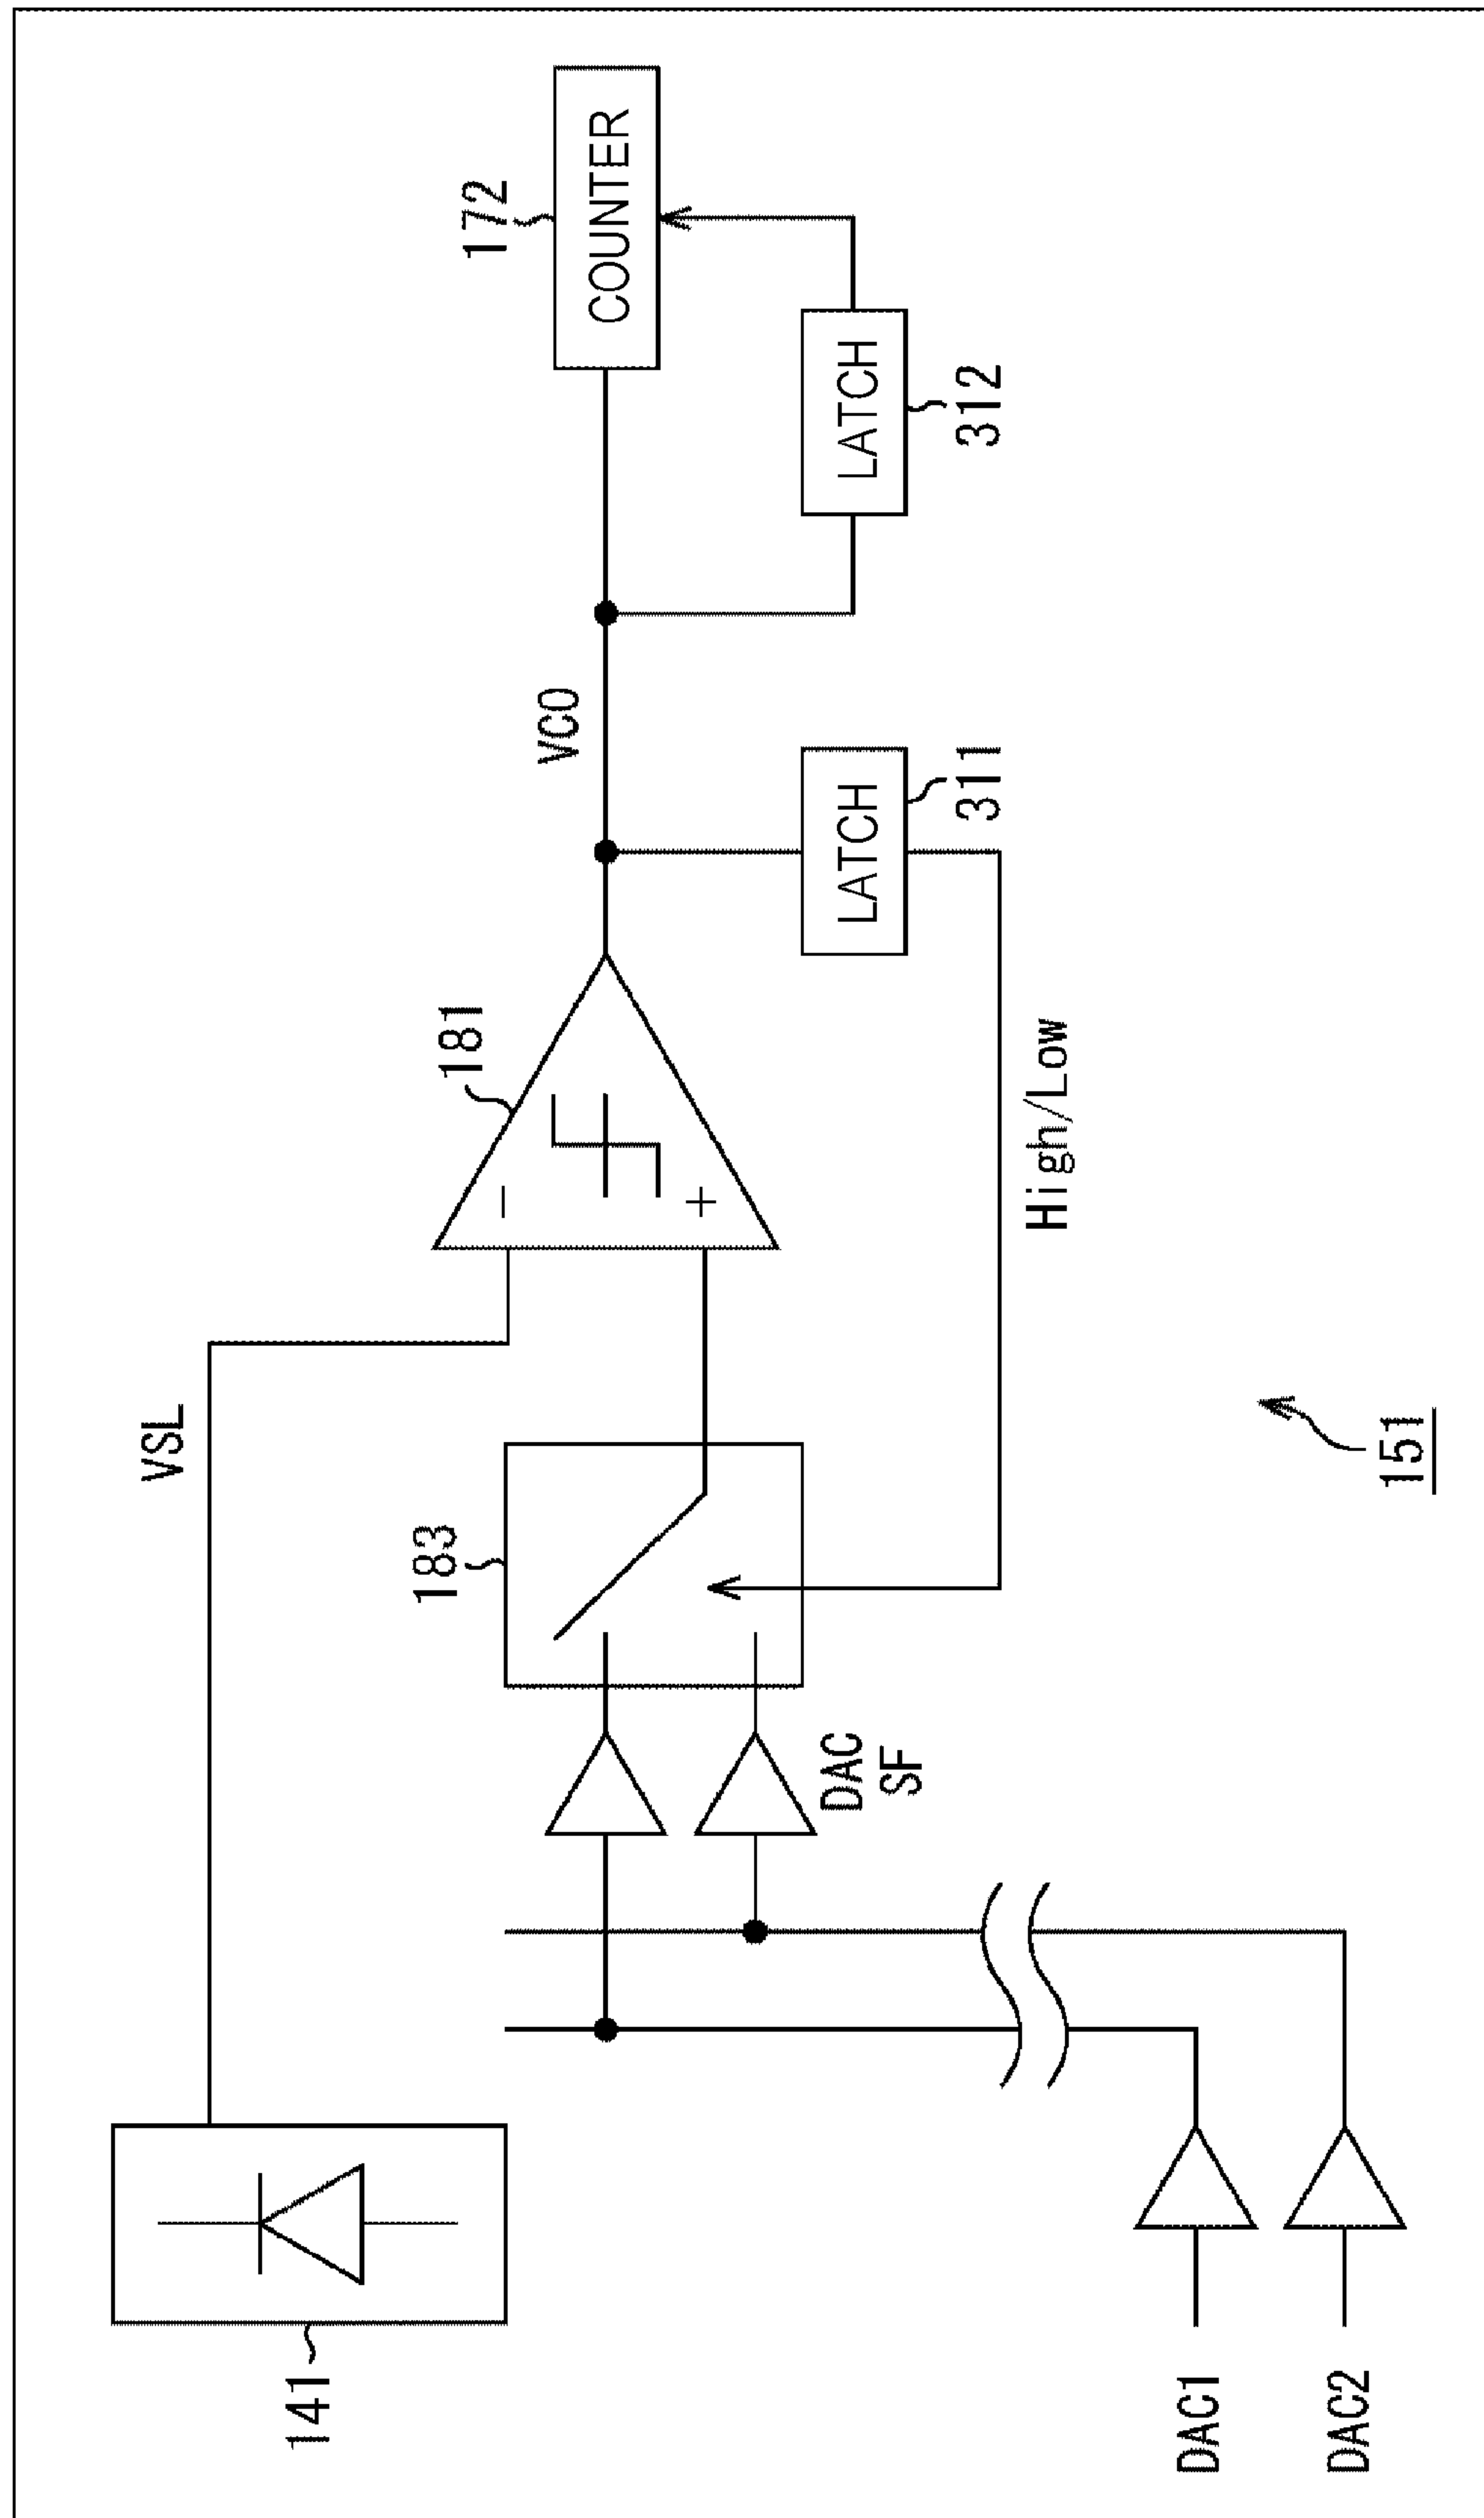 141
VSL
183
181
VCO
172
COUNTER
LATCH
312
LATCH
311
High/Low
DAC
SF
DAC1
DAC2
151